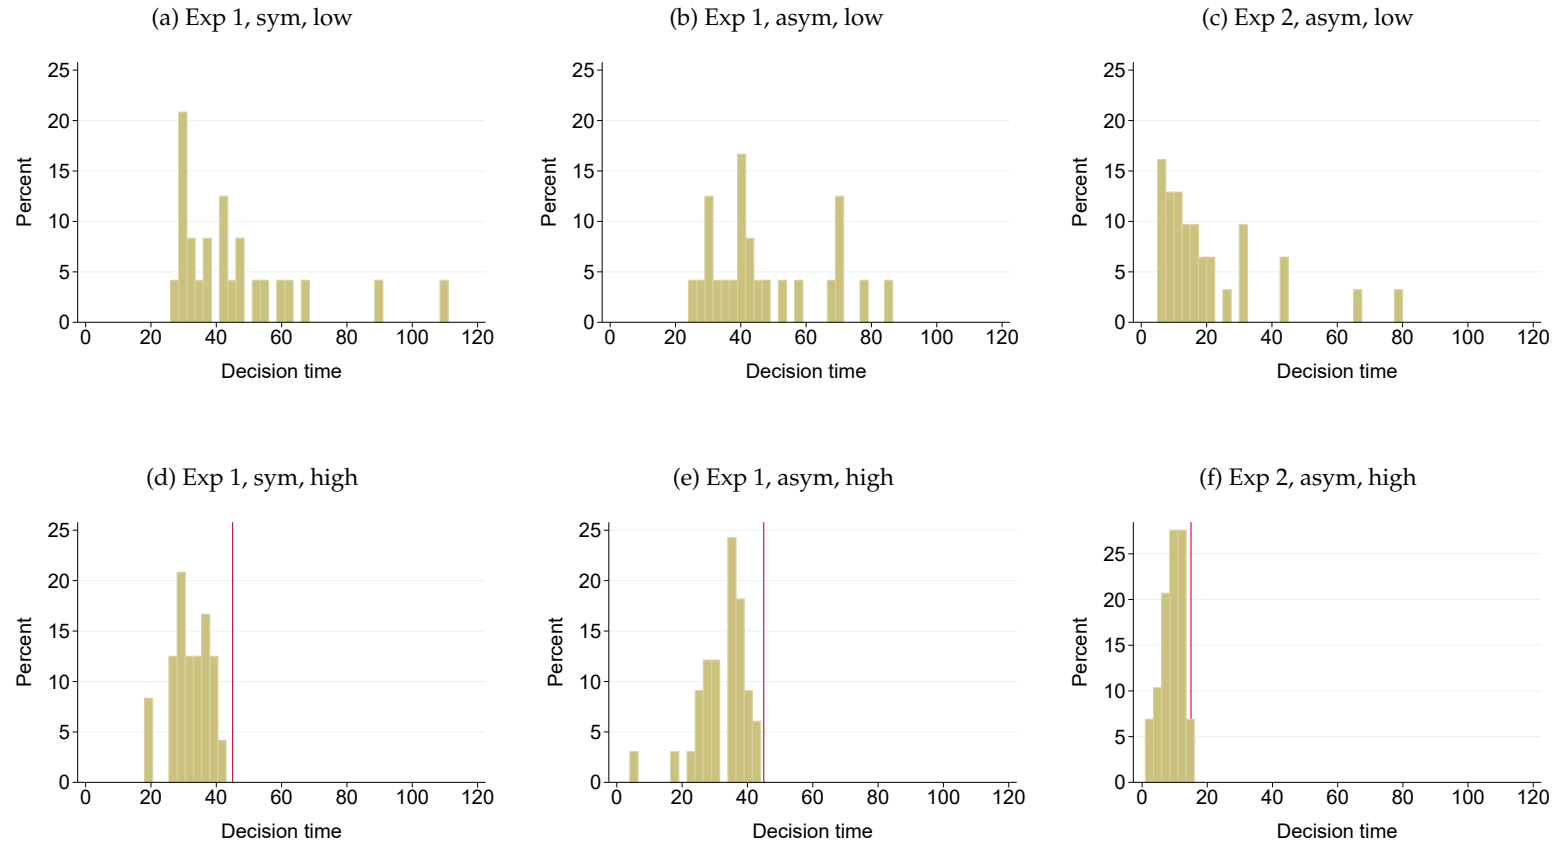 (a) Exp 1, sym, low
(b) Exp 1, asym, low
(c) Exp 2, asym, low
25
20
15
10
5
0
Percent
0 20 40 60 80 100 120
Decision time
25
20
15
10
5
0
Percent
0 20 40 60 80 100 120
Decision time
25
20
15
10
5
0
Percent
0 20 40 60 80 100 120
Decision time
(d) Exp 1, sym, high
(e) Exp 1, asym, high
(f) Exp 2, asym, high
25
20
15
10
5
0
Percent
0 20 40 60 80 100 120
Decision time
25
20
15
10
5
0
Percent
0 20 40 60 80 100 120
Decision time
25
20
15
10
5
0
Percent
0 20 40 60 80 100 120
Decision time